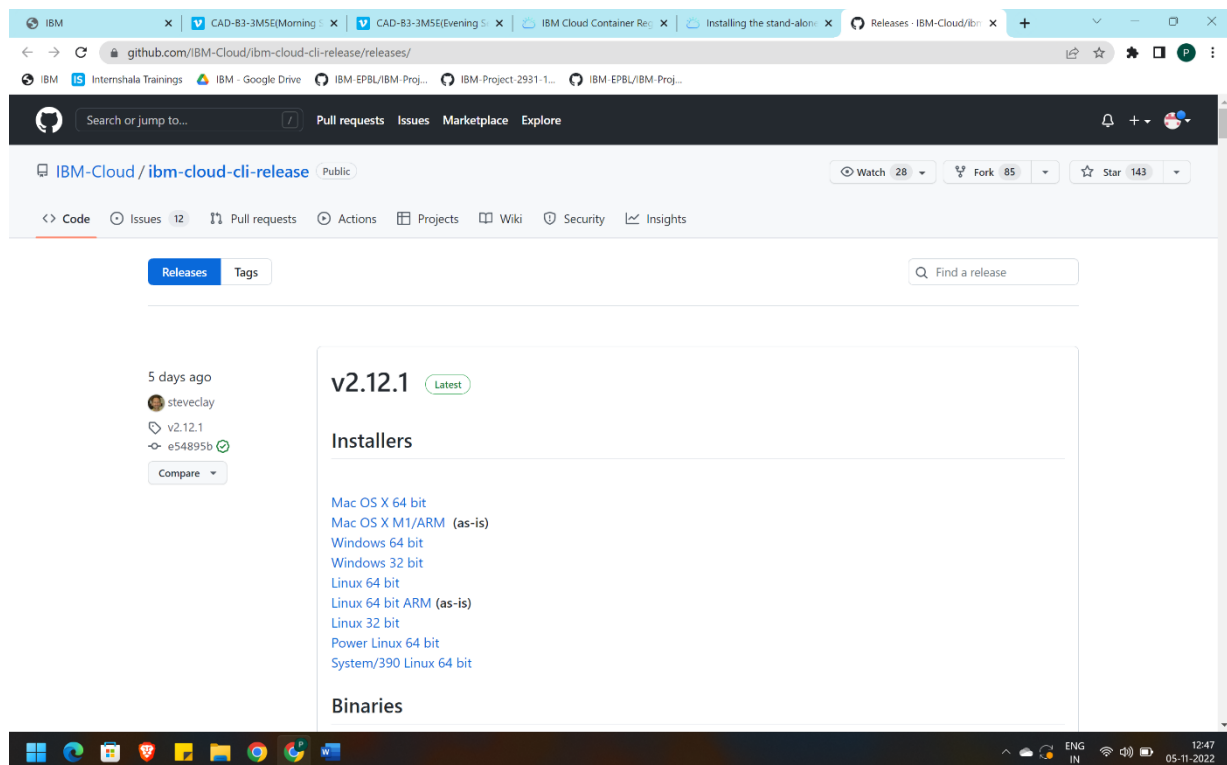 IBM
CAD-B3-3M5E(Morning S
CAD-B3-3M5E(Evening Se
IBM Cloud Container Reg
Installing the stand-alone
Releases · IBM-Cloud/ibm
github.com/IBM-Cloud/ibm-cloud-cli-release/releases/
P
IBM
IS Internshala Trainings
IBM - Google Drive
IBM-EPBL/IBM-Proj...
IBM-Project-2931-1...
IBM-EPBL/IBM-Proj...
Search or jump to... /
Pull requests Issues Marketplace Explore
IBM-Cloud / ibm-cloud-cli-release Public
Watch 28
Fork 85
Star 143
<> Code
Issues 12
Pull requests
Actions
Projects
Wiki
Security
Insights
Releases Tags
Find a release
5 days ago
steveclay
v2.12.1
e54895b
Compare
v2.12.1 Latest
Installers
Mac OS X 64 bit
Mac OS X M1/ARM (as-is)
Windows 64 bit
Windows 32 bit
Linux 64 bit
Linux 64 bit ARM (as-is)
Linux 32 bit
Power Linux 64 bit
System/390 Linux 64 bit
Binaries
ENG
IN
12:47
05-11-2022